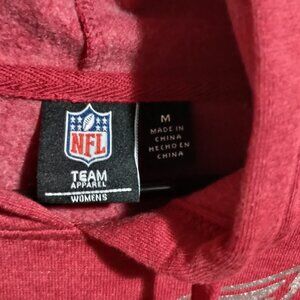 NFL
TEAM
APPAREL
WOMENS
M
MADE IN
CHINA
HECHO EN
CHINA